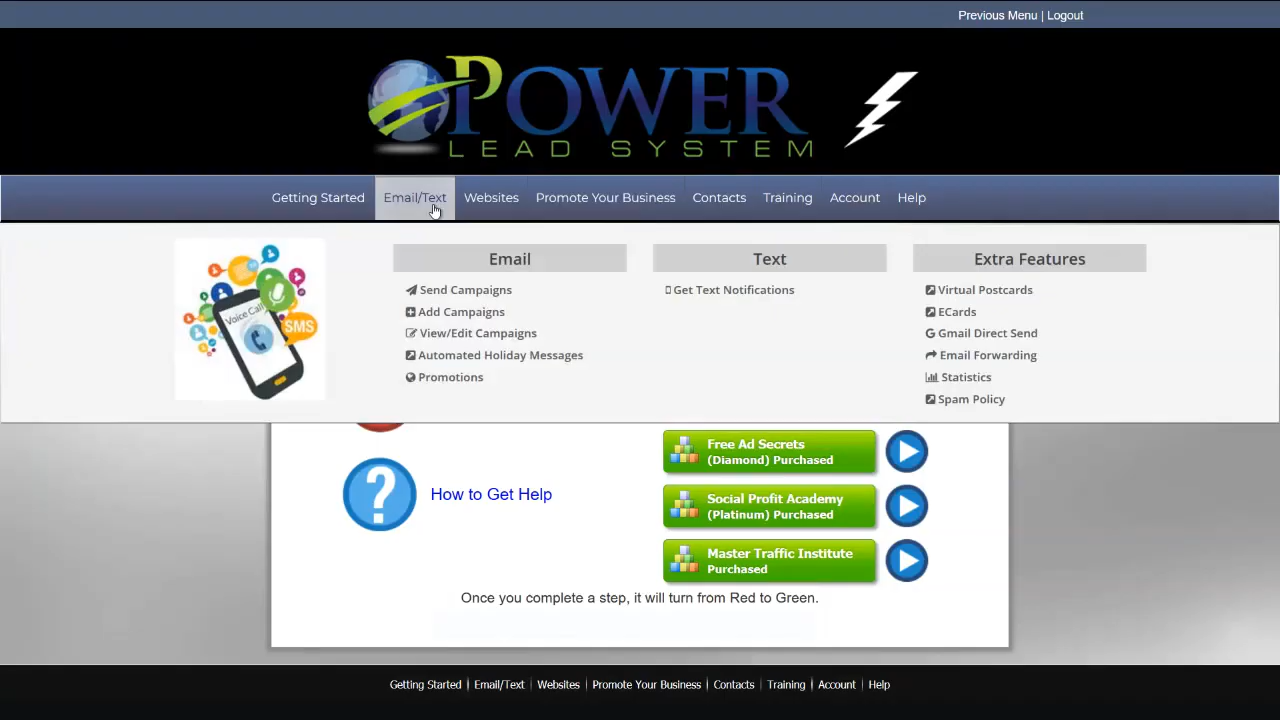 Previous Menu | Logout
POWER
LEAD SYSTEM
Getting Started Email/Text Websites Promote Your Business Contacts Training Account Help
Voice Call
SMS
Email
Send Campaigns
Add Campaigns
View/Edit Campaigns
Automated Holiday Messages
Promotions
Text
Get Text Notifications
Extra Features
Virtual Postcards
ECards
Gmail Direct Send
Email Forwarding
Statistics
Spam Policy
?
How to Get Help
Free Ad Secrets
(Diamond) Purchased
Social Profit Academy
(Platinum) Purchased
Master Traffic Institute
Purchased
Once you complete a step, it will turn from Red to Green.
Getting Started | Email/Text | Websites | Promote Your Business | Contacts | Training | Account | Help